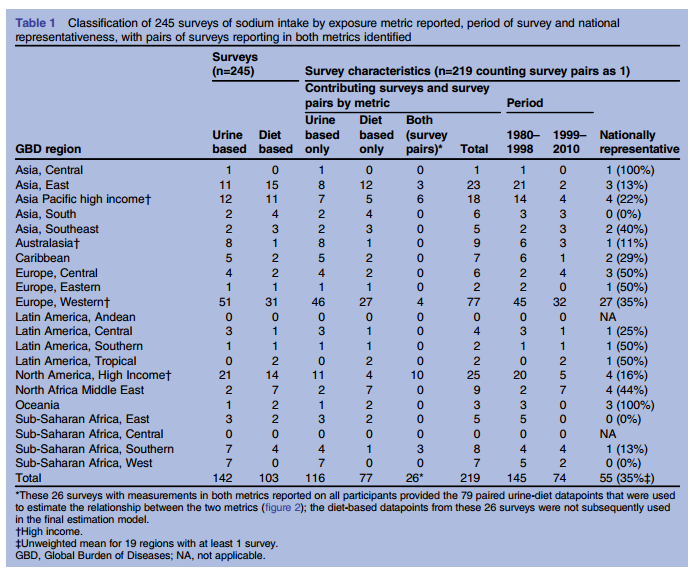 Table 1 Classification of 245 surveys of sodium intake by exposure metric reported, period of survey and national
representativeness, with pairs of surveys reporting in both metrics identified
Surveys
(n=245) Survey characteristics (n=219 counting survey pairs as 1)
Contributing surveys and survey
pairs by metric Period
Urine Diet Both
Urine Diet based based (survey 1980– 1999– Nationally
GBD region based based only only pairs)* Total 1998 2010 representative
Asia, Central 1 0 1 0 0 1 1 0 1 (100%)
Asia, East 11 15 8 12 3 23 21 2 3 (13%)
Asia Pacific high income† 12 11 7 5 6 18 14 4 4 (22%)
Asia, South 2 4 2 4 0 6 3 3 0 (0%)
Asia, Southeast 2 3 2 3 0 5 2 3 2 (40%)
Australasia† 8 1 8 1 0 9 6 3 1 (11%)
Caribbean 5 2 5 2 0 7 6 1 2 (29%)
Europe, Central 4 2 4 2 0 6 2 4 3 (50%)
Europe, Eastern 1 1 1 1 0 2 2 0 1 (50%)
Europe, Western† 51 31 46 27 4 77 45 32 27 (35%)
Latin America, Andean 0 0 0 0 0 0 0 0 NA
Latin America, Central 3 1 3 1 0 4 3 1 1 (25%)
Latin America, Southern 1 1 1 1 0 2 1 1 1 (50%)
Latin America, Tropical 0 2 0 2 0 2 0 2 1 (50%)
North America, High Income† 21 14 11 4 10 25 20 5 4 (16%)
North Africa Middle East 2 7 2 7 0 9 2 7 4 (44%)
Oceania 1 2 1 2 0 3 3 0 3 (100%)
Sub-Saharan Africa, East 3 2 3 2 0 5 5 0 0 (0%)
Sub-Saharan Africa, Central 0 0 0 0 0 0 0 0 NA
Sub-Saharan Africa, Southern 7 4 4 1 3 8 4 4 1 (13%)
Sub-Saharan Africa, West 7 0 7 0 0 7 5 2 0 (0%)
Total 142 103 116 77 26* 219 145 74 55 (35%‡)
*These 26 surveys with measurements in both metrics reported on all participants provided the 79 paired urine-diet datapoints that were used
to estimate the relationship between the two metrics (figure 2); the diet-based datapoints from these 26 surveys were not subsequently used
in the final estimation model.
†High income.
‡Unweighted mean for 19 regions with at least 1 survey.
GBD, Global Burden of Diseases; NA, not applicable.